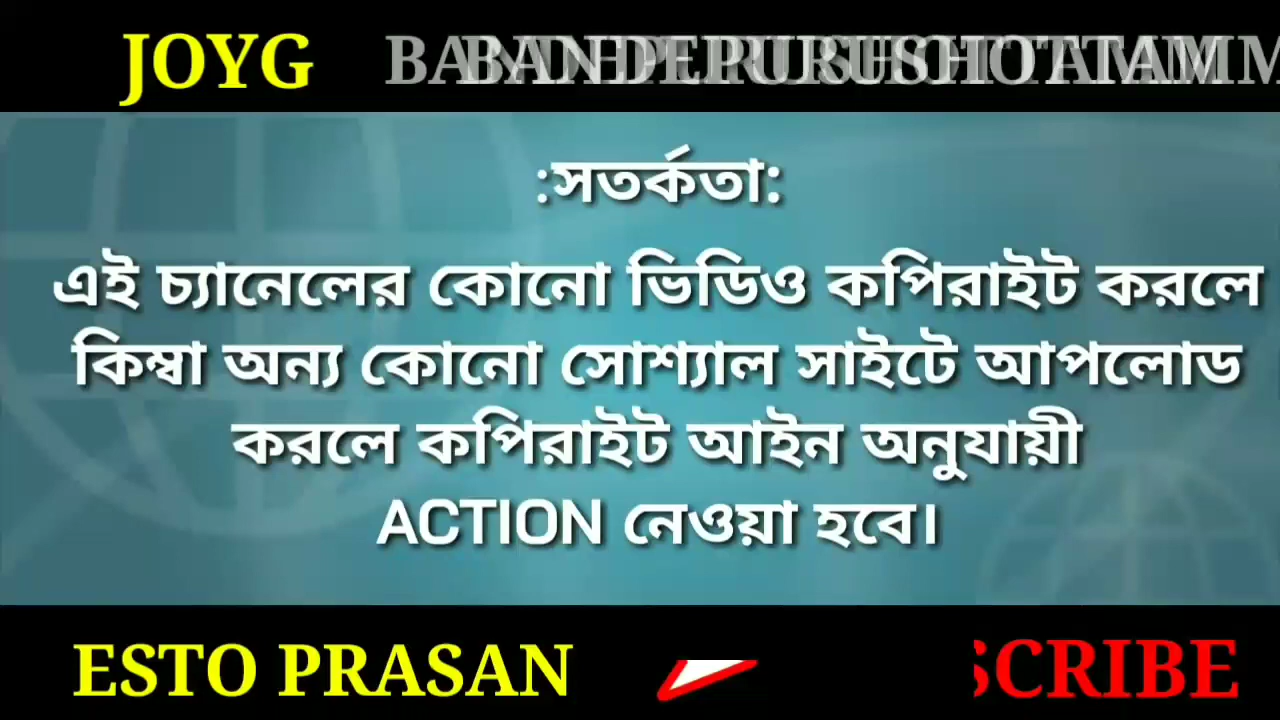 JOYG
BANDEPURUSHOTTAMAM
:সতর্কতা:
এই চ্যানেলের কোনো ভিডিও কপিরাইট করলে
কিম্বা অন্য কোনো সোশ্যাল সাইটে আপলোড
করলে কপিরাইট আইন অনুযায়ী
ACTION নেওয়া হবে।
ESTO PRASAN
SCRIBE